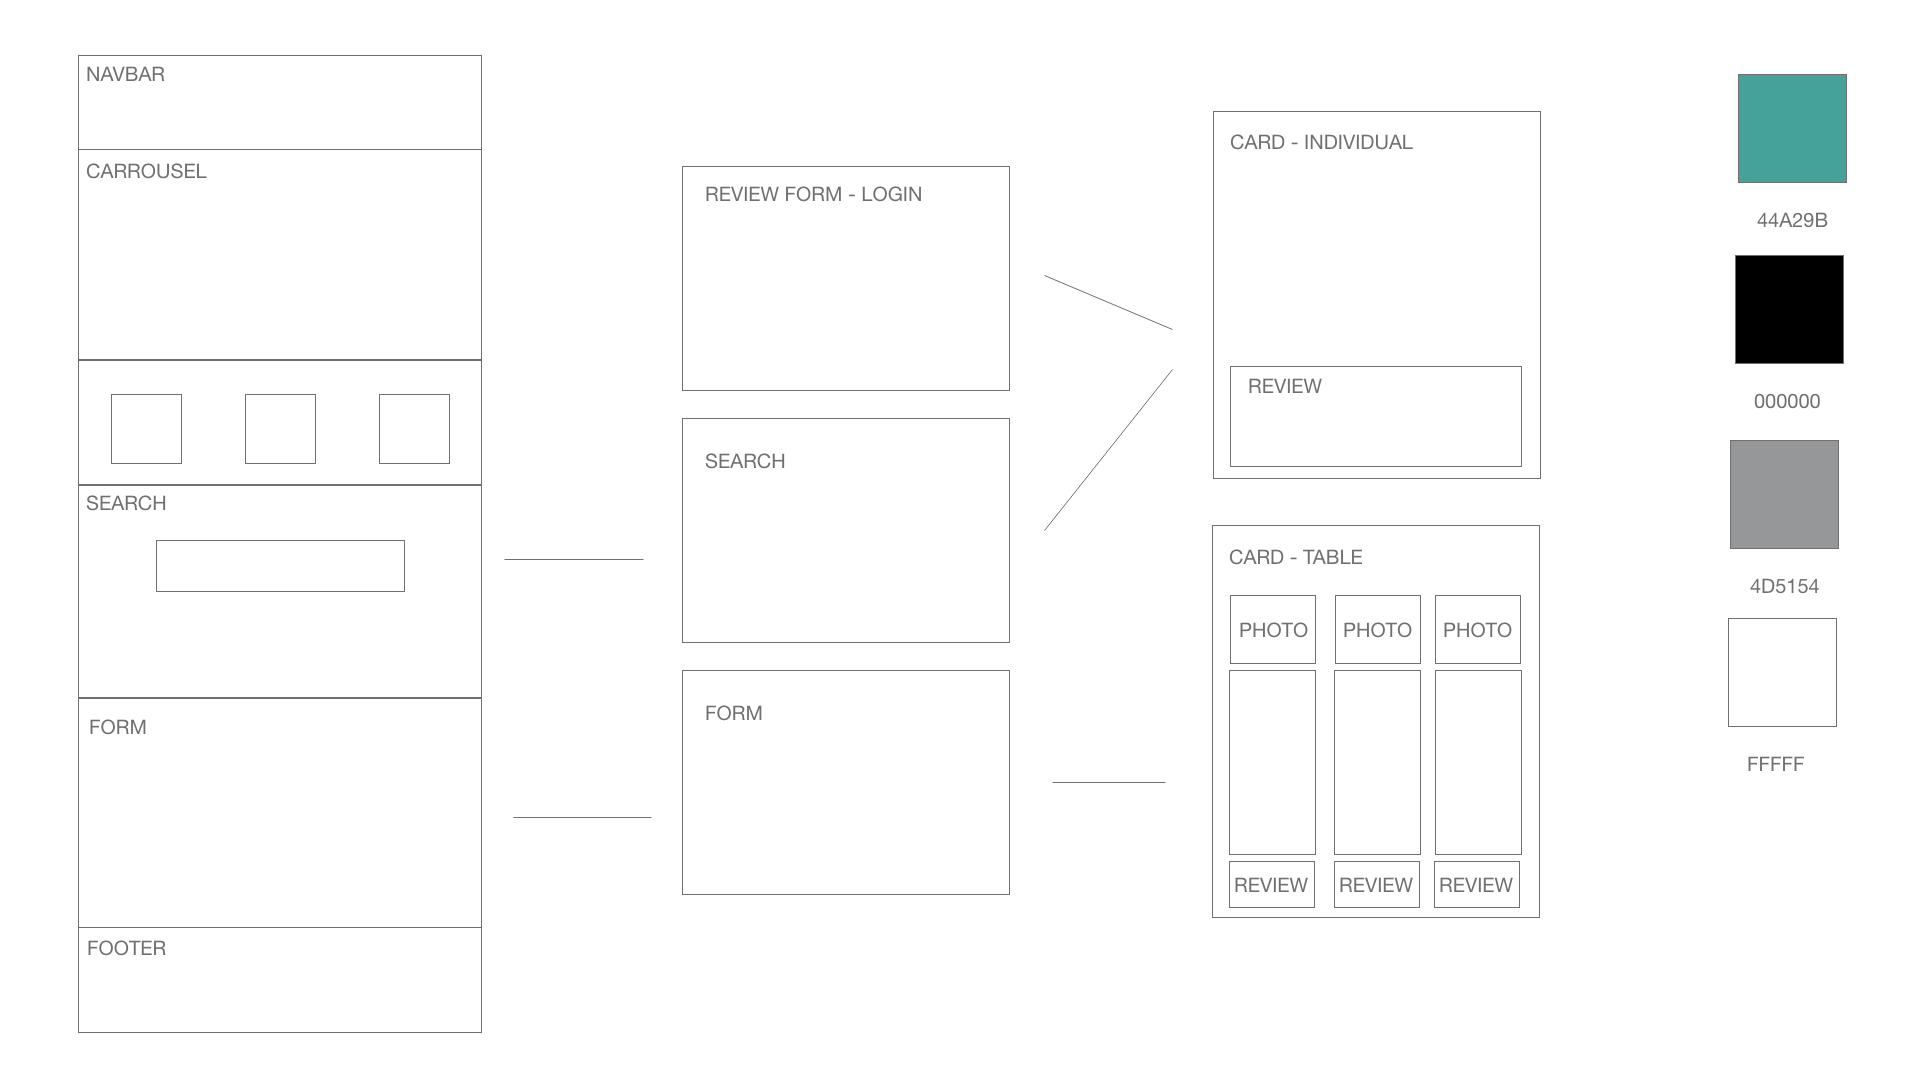 NAVBAR
CARROUSEL
SEARCH
FORM
FOOTER
REVIEW FORM - LOGIN
SEARCH
FORM
CARD - INDIVIDUAL
REVIEW
CARD - TABLE
PHOTO PHOTO PHOTO
REVIEW REVIEW REVIEW
44A29B
000000
4D5154
FFFFF